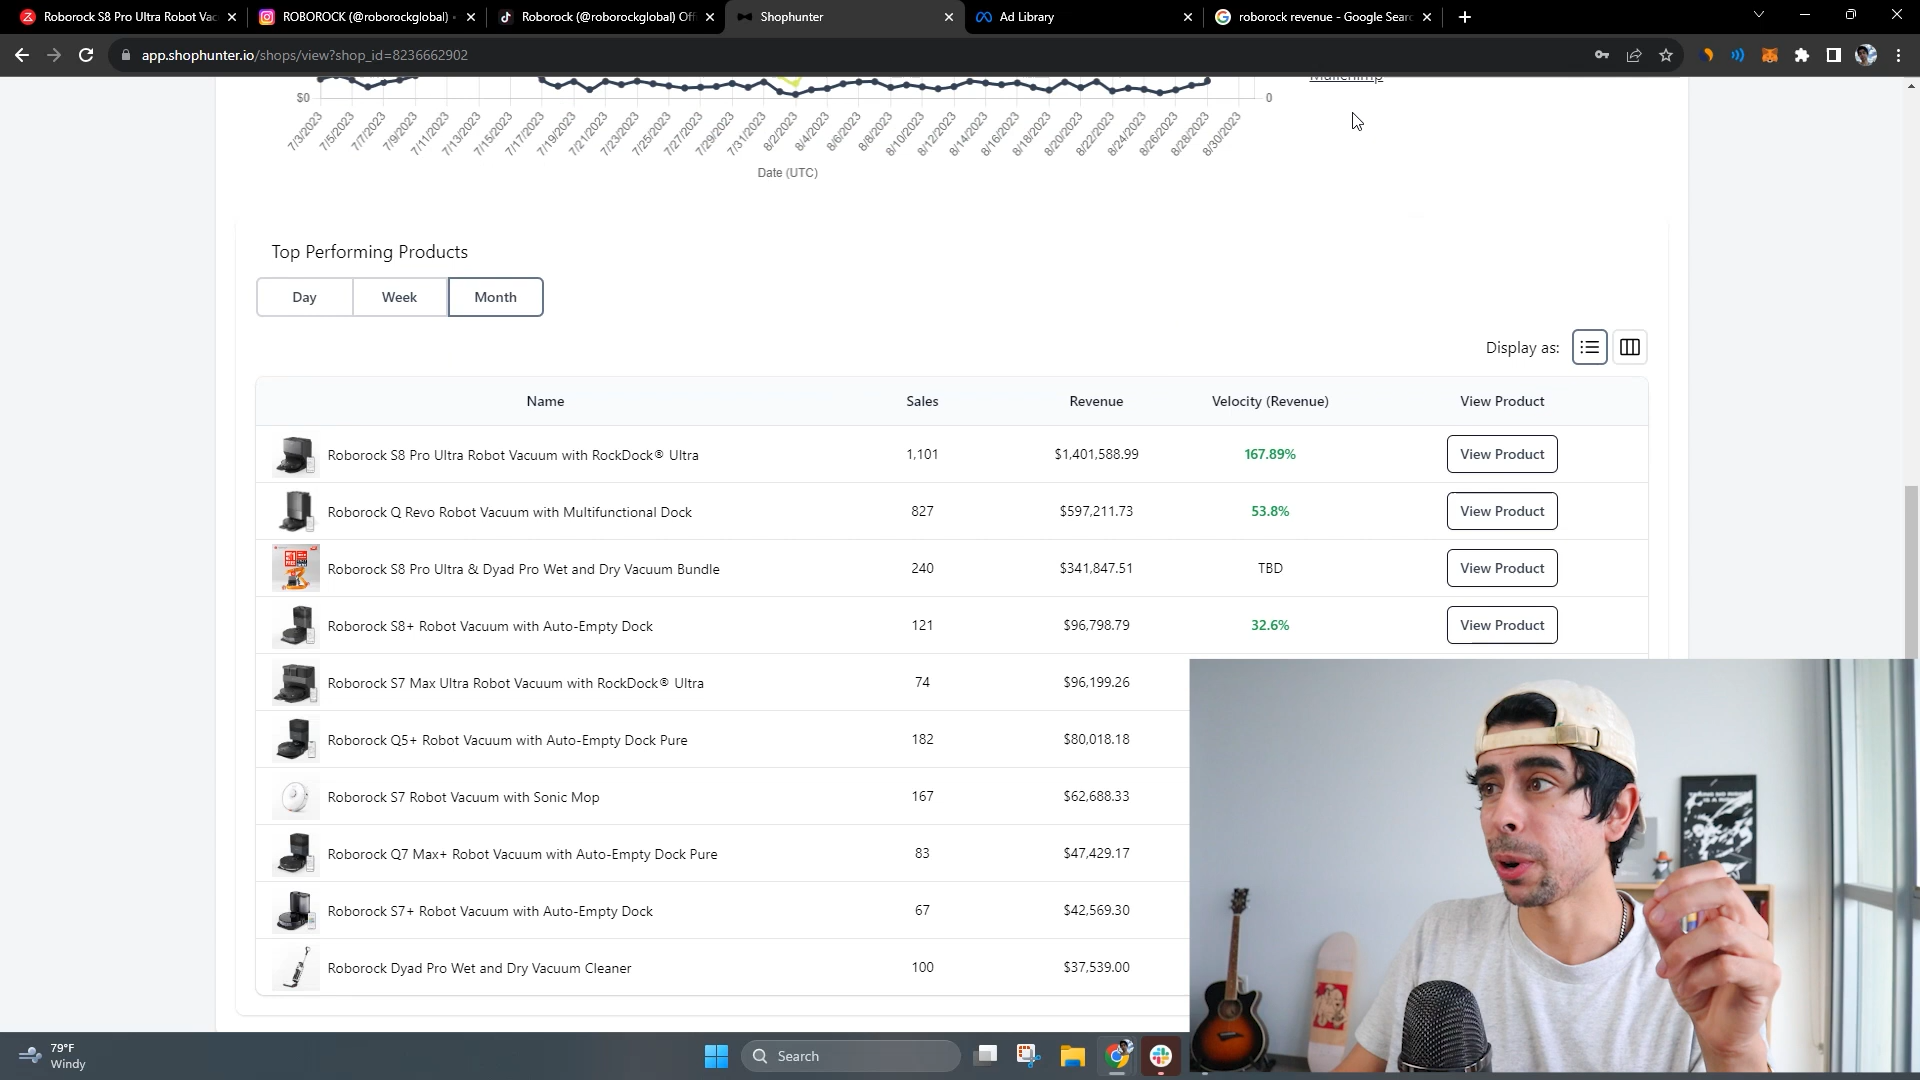 Roborock S8 Pro Ultra Robot Vac
ROBOROCK (@roborockglobal) •
Roborock (@roborockglobal) Offi
Shophunter
Ad Library
roborock revenue - Google Searc
app.shophunter.io/shops/view?shop_id=8236662902
Mailchimp
$0
0
7/3/2023
7/5/2023
7/7/2023
7/9/2023
7/11/2023
7/13/2023
7/15/2023
7/17/2023
7/19/2023
7/21/2023
7/23/2023
7/25/2023
7/27/2023
7/29/2023
7/31/2023
8/2/2023
8/4/2023
8/6/2023
8/8/2023
8/10/2023
8/12/2023
8/14/2023
8/16/2023
8/18/2023
8/20/2023
8/22/2023
8/24/2023
8/26/2023
8/28/2023
8/30/2023
Date (UTC)
Top Performing Products
Day Week Month
Display as:
Name Sales Revenue Velocity (Revenue) View Product
Roborock S8 Pro Ultra Robot Vacuum with RockDock® Ultra 1,101 $1,401,588.99 167.89% View Product
Roborock Q Revo Robot Vacuum with Multifunctional Dock 827 $597,211.73 53.8% View Product
Roborock S8 Pro Ultra & Dyad Pro Wet and Dry Vacuum Bundle 240 $341,847.51 TBD View Product
Roborock S8+ Robot Vacuum with Auto-Empty Dock 121 $96,798.79 32.6% View Product
Roborock S7 Max Ultra Robot Vacuum with RockDock® Ultra 74 $96,199.26
Roborock Q5+ Robot Vacuum with Auto-Empty Dock Pure 182 $80,018.18
Roborock S7 Robot Vacuum with Sonic Mop 167 $62,688.33
Roborock Q7 Max+ Robot Vacuum with Auto-Empty Dock Pure 83 $47,429.17
Roborock S7+ Robot Vacuum with Auto-Empty Dock 67 $42,569.30
Roborock Dyad Pro Wet and Dry Vacuum Cleaner 100 $37,539.00
79°F
Windy
Search